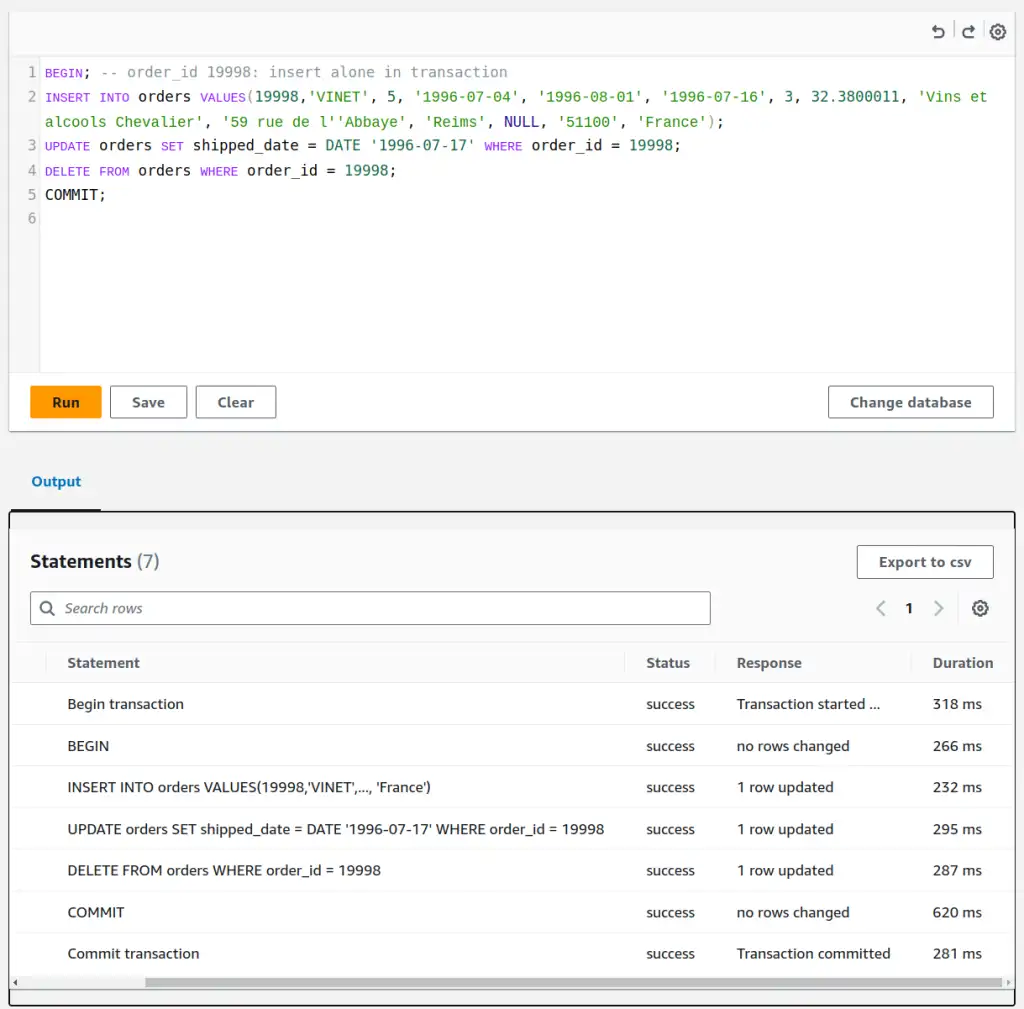 1 BEGIN; -- order_id 19998: insert alone in transaction
2 INSERT INTO orders VALUES(19998,'VINET', 5, '1996-07-04', '1996-08-01', '1996-07-16', 3, 32.3800011, 'Vins et
alcools Chevalier', '59 rue de l''Abbaye', 'Reims', NULL, '51100', 'France');
3 UPDATE orders SET shipped_date = DATE '1996-07-17' WHERE order_id = 19998;
4 DELETE FROM orders WHERE order_id = 19998;
5 COMMIT;
6
Run Save Clear Change database
Output
Statements (7) Export to csv
Search rows 1
Statement Status Response Duration
Begin transaction success Transaction started ... 318 ms
BEGIN success no rows changed 266 ms
INSERT INTO orders VALUES(19998,'VINET',..., 'France') success 1 row updated 232 ms
UPDATE orders SET shipped_date = DATE '1996-07-17' WHERE order_id = 19998 success 1 row updated 295 ms
DELETE FROM orders WHERE order_id = 19998 success 1 row updated 287 ms
COMMIT success no rows changed 620 ms
Commit transaction success Transaction committed 281 ms